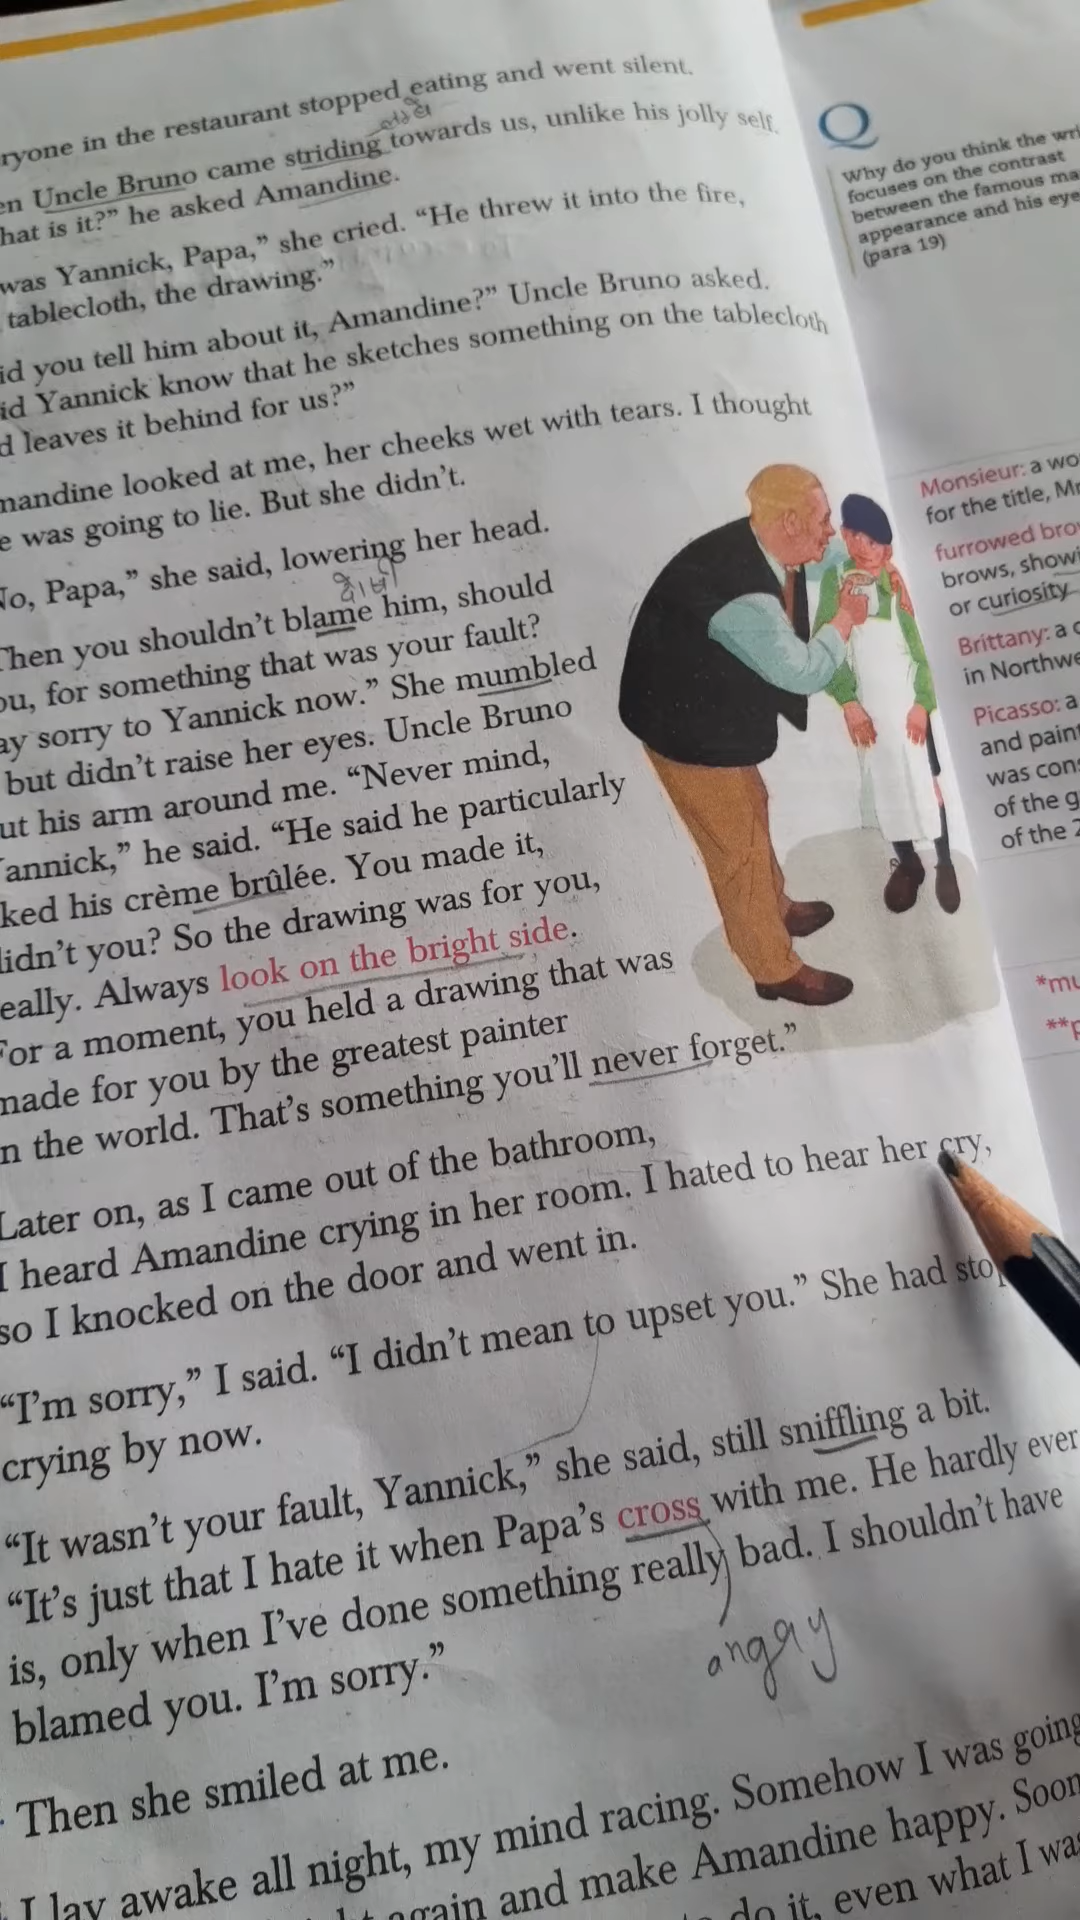 ryone in the restaurant stopped eating and went silent.
en Uncle Bruno came striding towards us, unlike his jolly self.
hat is it?” he asked Amandine.
was Yannick, Papa,” she cried. “He threw it into the fire,
tablecloth, the drawing.”
id you tell him about it, Amandine?” Uncle Bruno asked.
id Yannick know that he sketches something on the tablecloth
d leaves it behind for us?”
mandine looked at me, her cheeks wet with tears. I thought
e was going to lie. But she didn’t.
No, Papa,” she said, lowering her head.
Then you shouldn’t blame him, should
ou, for something that was your fault?
ay sorry to Yannick now.” She mumbled
but didn’t raise her eyes. Uncle Bruno
ut his arm around me. “Never mind,
Yannick,” he said. “He said he particularly
ked his crème brûlée. You made it,
didn’t you? So the drawing was for you,
eally. Always look on the bright side.
For a moment, you held a drawing that was
made for you by the greatest painter
n the world. That’s something you’ll never forget.”
Later on, as I came out of the bathroom,
I heard Amandine crying in her room. I hated to hear her cry,
so I knocked on the door and went in.
“I’m sorry,” I said. “I didn’t mean to upset you.” She had sto
crying by now.
“It wasn’t your fault, Yannick,” she said, still sniffling a bit.
“It’s just that I hate it when Papa’s cross with me. He hardly ever
is, only when I’ve done something really bad. I shouldn’t have
blamed you. I’m sorry.”
angry
Then she smiled at me.
I lay awake all night, my mind racing. Somehow I was going
again and make Amandine happy. Soon
do it, even what I was
Q
Why do you think the wri
focuses on the contrast
between the famous ma
appearance and his eye
(para 19)
Monsieur: a wo
for the title, Mr
furrowed bro
brows, showi
or curiosity
Brittany: a
in Northwe
Picasso: a
and pain
was cons
of the g
of the 2
*mu
**p